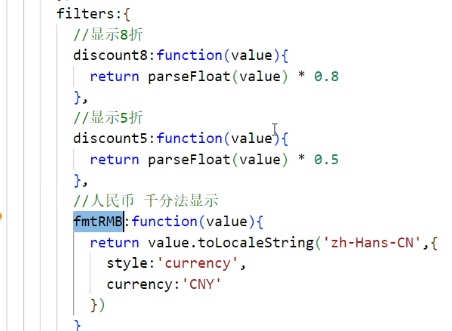 filters:{
//显示8折
discount8:function(value){
return parseFloat(value) * 0.8
},
//显示5折
discount5:function(value){
return parseFloat(value) * 0.5
},
//人民币 千分法显示
fmtRMB:function(value){
return value.toLocaleString('zh-Hans-CN',{
style:'currency',
currency:'CNY'
})
}